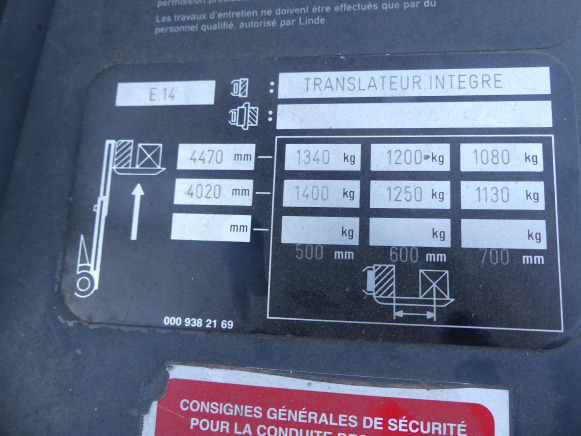 permission
Les travaux d'entretien ne doivent être effectués que par du
personnel qualifié, autorisé par Linde.
E.14 : TRANSLATEUR.INTEGRE
:
4470 mm 1340 kg 1200 kg 1080 kg
4020 mm 1400 kg 1250 kg 1130 kg
mm kg kg kg
500 mm 600 mm 700 mm
000 938 21 69
CONSIGNES GÉNÉRALES DE SÉCURITÉ
POUR LA CONDUITE